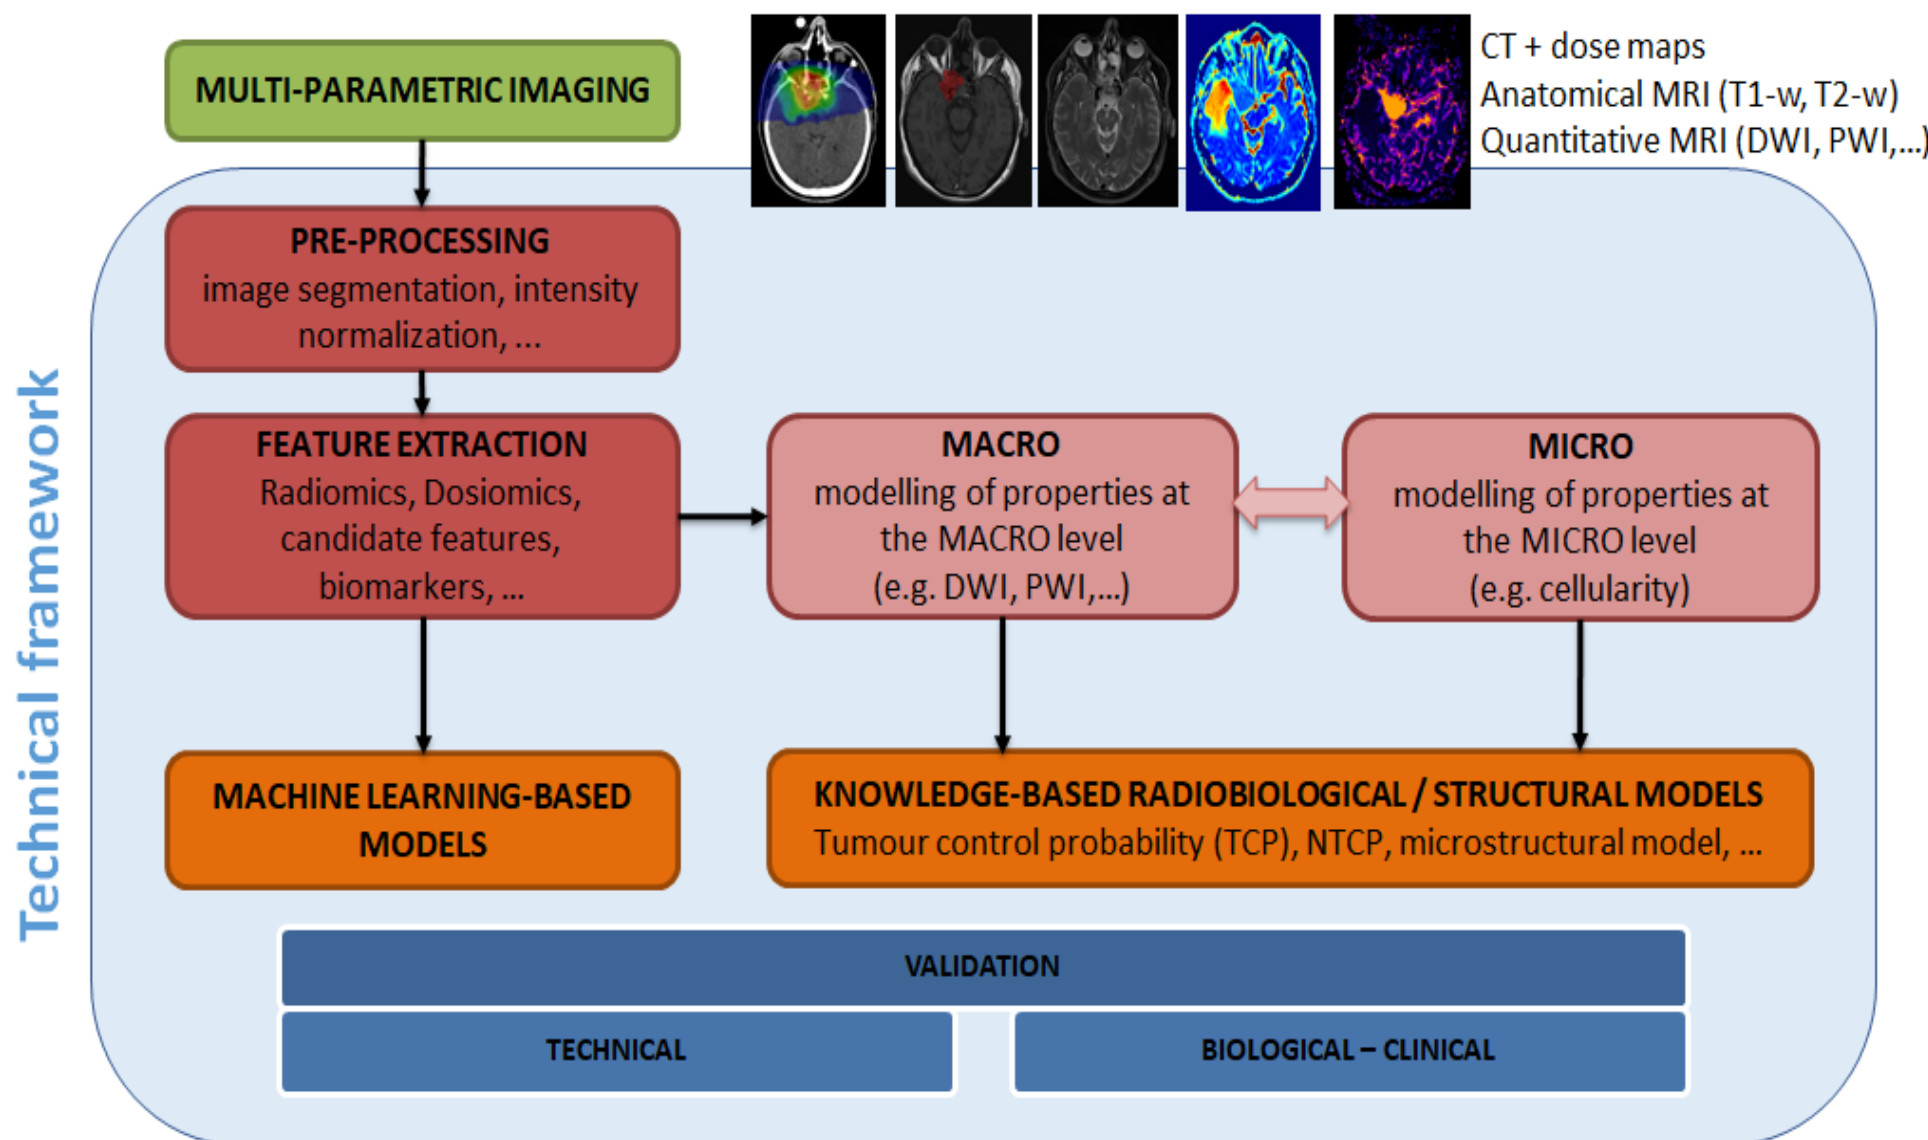 MULTI-PARAMETRIC IMAGING
CT + dose maps
Anatomical MRI (T1-w, T2-w)
Quantitative MRI (DWI, PWI,...)
Technical framework
PRE-PROCESSING
image segmentation, intensity
normalization, ...
FEATURE EXTRACTION
Radiomics, Dosiomics,
candidate features,
biomarkers, ...
MACRO
modelling of properties at
the MACRO level
(e.g. DWI, PWI,...)
MICRO
modelling of properties at
the MICRO level
(e.g. cellularity)
MACHINE LEARNING-BASED
MODELS
KNOWLEDGE-BASED RADIOBIOLOGICAL / STRUCTURAL MODELS
Tumour control probability (TCP), NTCP, microstructural model, ...
VALIDATION
TECHNICAL
BIOLOGICAL – CLINICAL